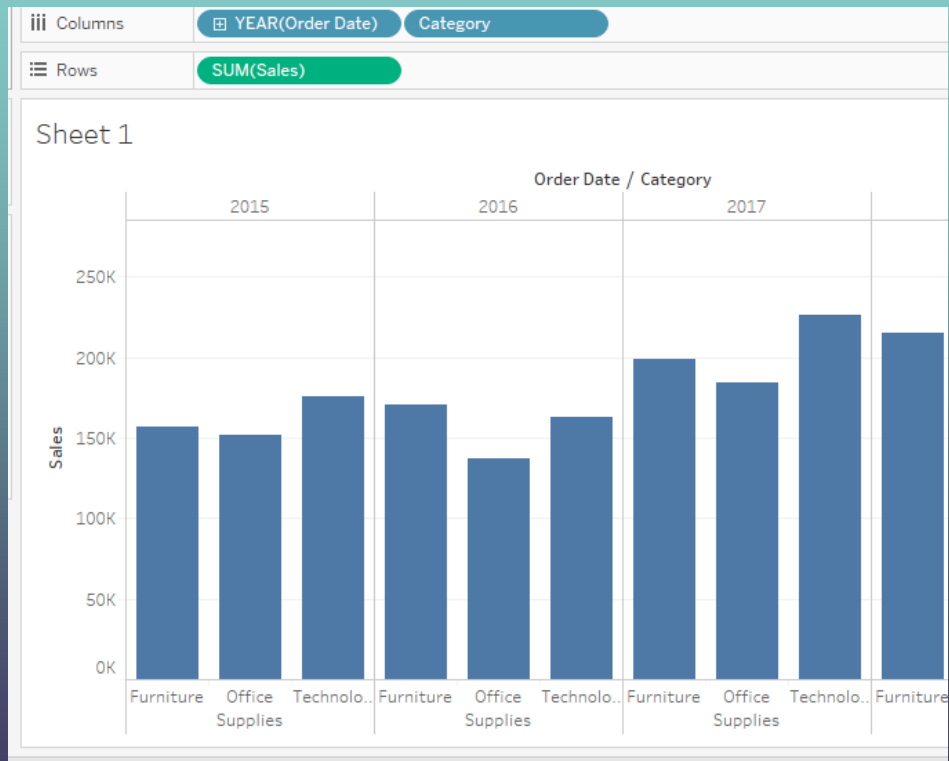 Columns YEAR(Order Date) Category
Rows SUM(Sales)
Sheet 1
Order Date / Category
2015 2016 2017
250K
200K
150K
100K
50K
0K
Sales
Furniture Office Supplies Technolo.. Furniture Office Supplies Technolo.. Furniture Office Supplies Technolo.. Furniture